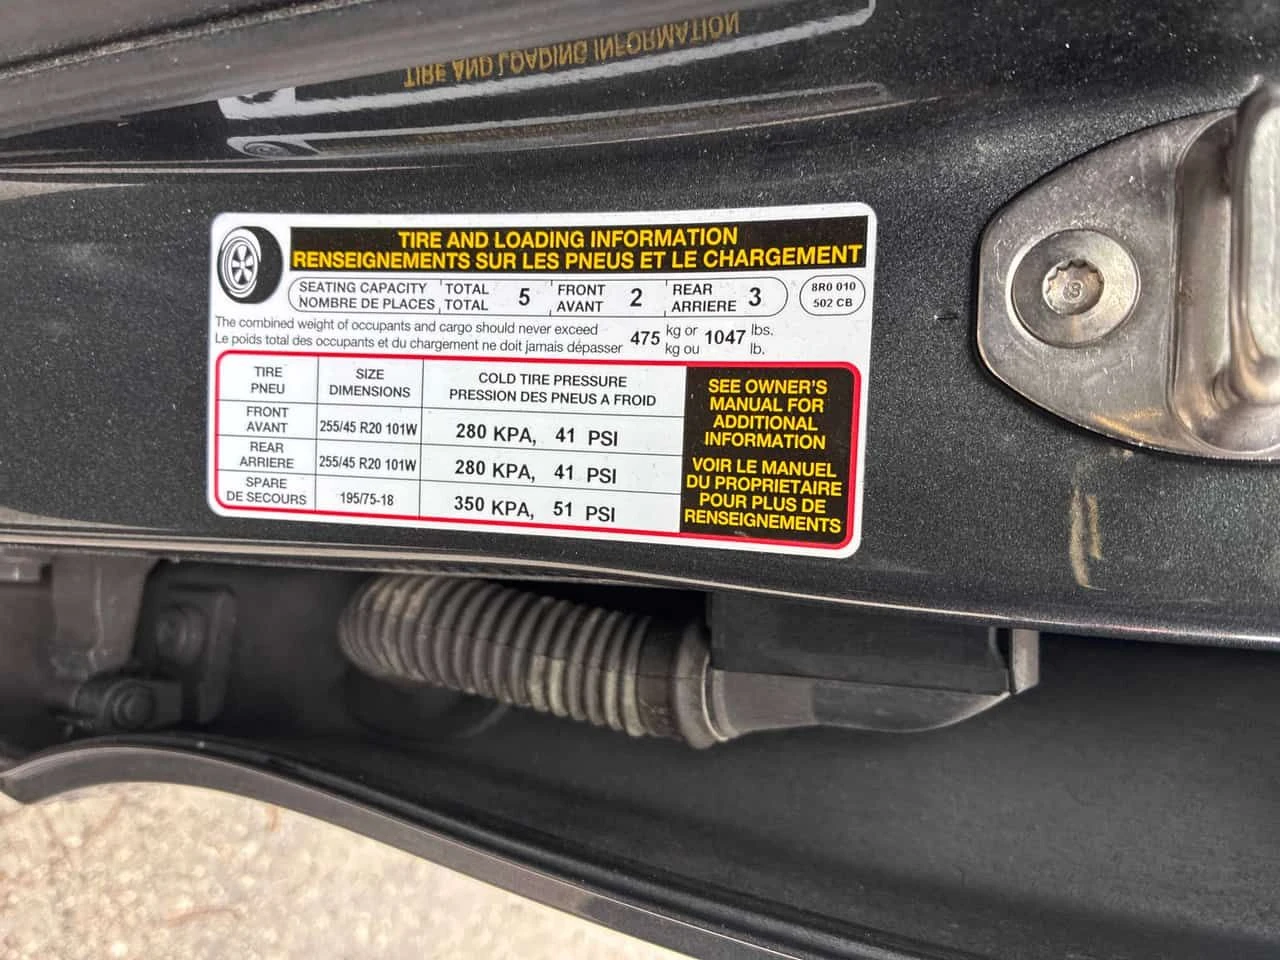 TIRE AND LOADING INFORMATION
TIRE AND LOADING INFORMATION
RENSEIGNEMENTS SUR LES PNEUS ET LE CHARGEMENT
SEATING CAPACITY TOTAL 5 FRONT 2 REAR 3 8R0 010
NOMBRE DE PLACES TOTAL AVANT ARRIERE 502 CB
The combined weight of occupants and cargo should never exceed 475 kg or 1047 lbs.
Le poids total des occupants et du chargement ne doit jamais dépasser kg ou lb.
TIRE SIZE COLD TIRE PRESSURE
PNEU DIMENSIONS PRESSION DES PNEUS A FROID
FRONT
AVANT 255/45 R20 101W 280 KPA, 41 PSI
REAR
ARRIERE 255/45 R20 101W 280 KPA, 41 PSI
SPARE
DE SECOURS 195/75-18 350 KPA, 51 PSI
SEE OWNER'S
MANUAL FOR
ADDITIONAL
INFORMATION
VOIR LE MANUEL
DU PROPRIETAIRE
POUR PLUS DE
RENSEIGNEMENTS
8